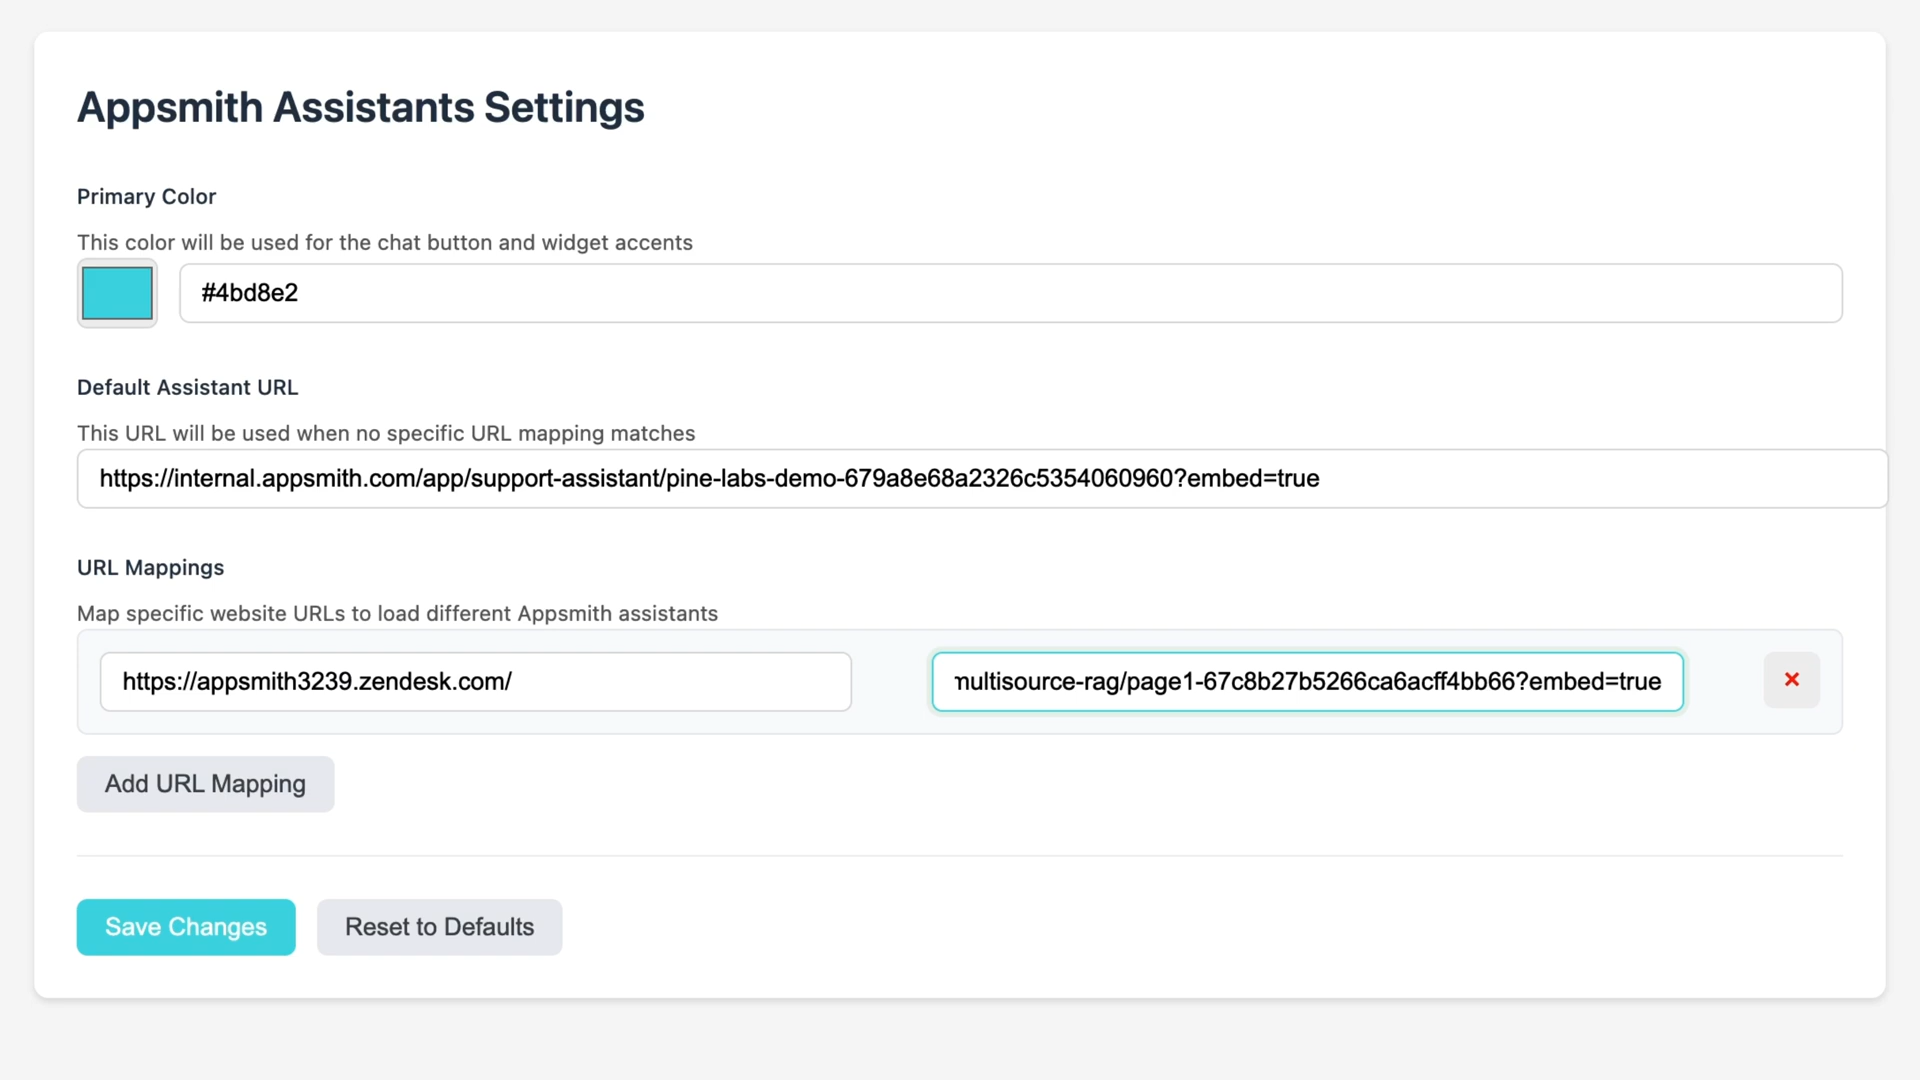 Appsmith Assistants Settings
Primary Color
This color will be used for the chat button and widget accents
#4bd8e2
Default Assistant URL
This URL will be used when no specific URL mapping matches
https://internal.appsmith.com/app/support-assistant/pine-labs-demo-679a8e68a2326c5354060960?embed=true
URL Mappings
Map specific website URLs to load different Appsmith assistants
https://appsmith3239.zendesk.com/ multisource-rag/page1-67c8b27b5266ca6acff4bb66?embed=true
Add URL Mapping
Save Changes Reset to Defaults